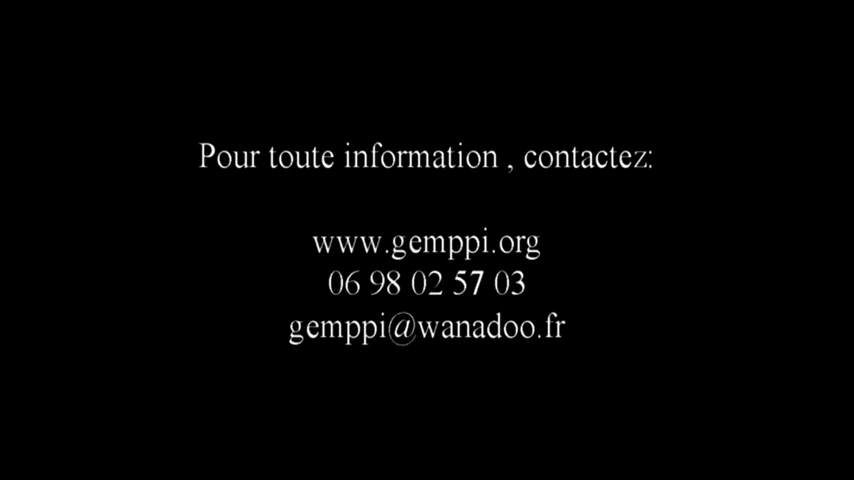 Pour toute information , contactez:
www.gemppi.org
06 98 02 57 03
gemppi@wanadoo.fr